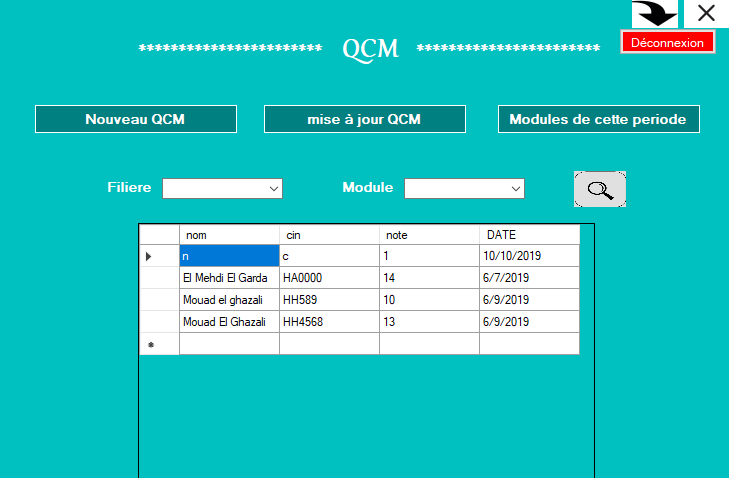 *********************** QCM ***********************
Déconnexion
Nouveau QCM mise à jour QCM Modules de cette periode
Filiere Module
nom cin note DATE
n c 1 10/10/2019
El Mehdi El Garda HA0000 14 6/7/2019
Mouad el ghazali HH589 10 6/9/2019
Mouad El Ghazali HH4568 13 6/9/2019
*